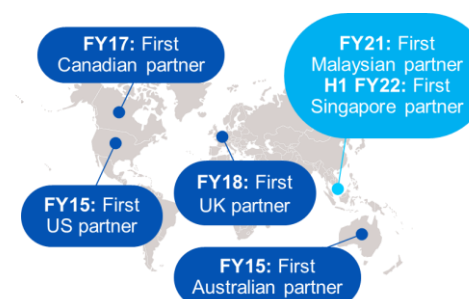 FY17: First
Canadian partner
FY21: First
Malaysian partner
H1 FY22: First
Singapore partner
FY15: First
US partner
FY18: First
UK partner
FY15: First
Australian partner